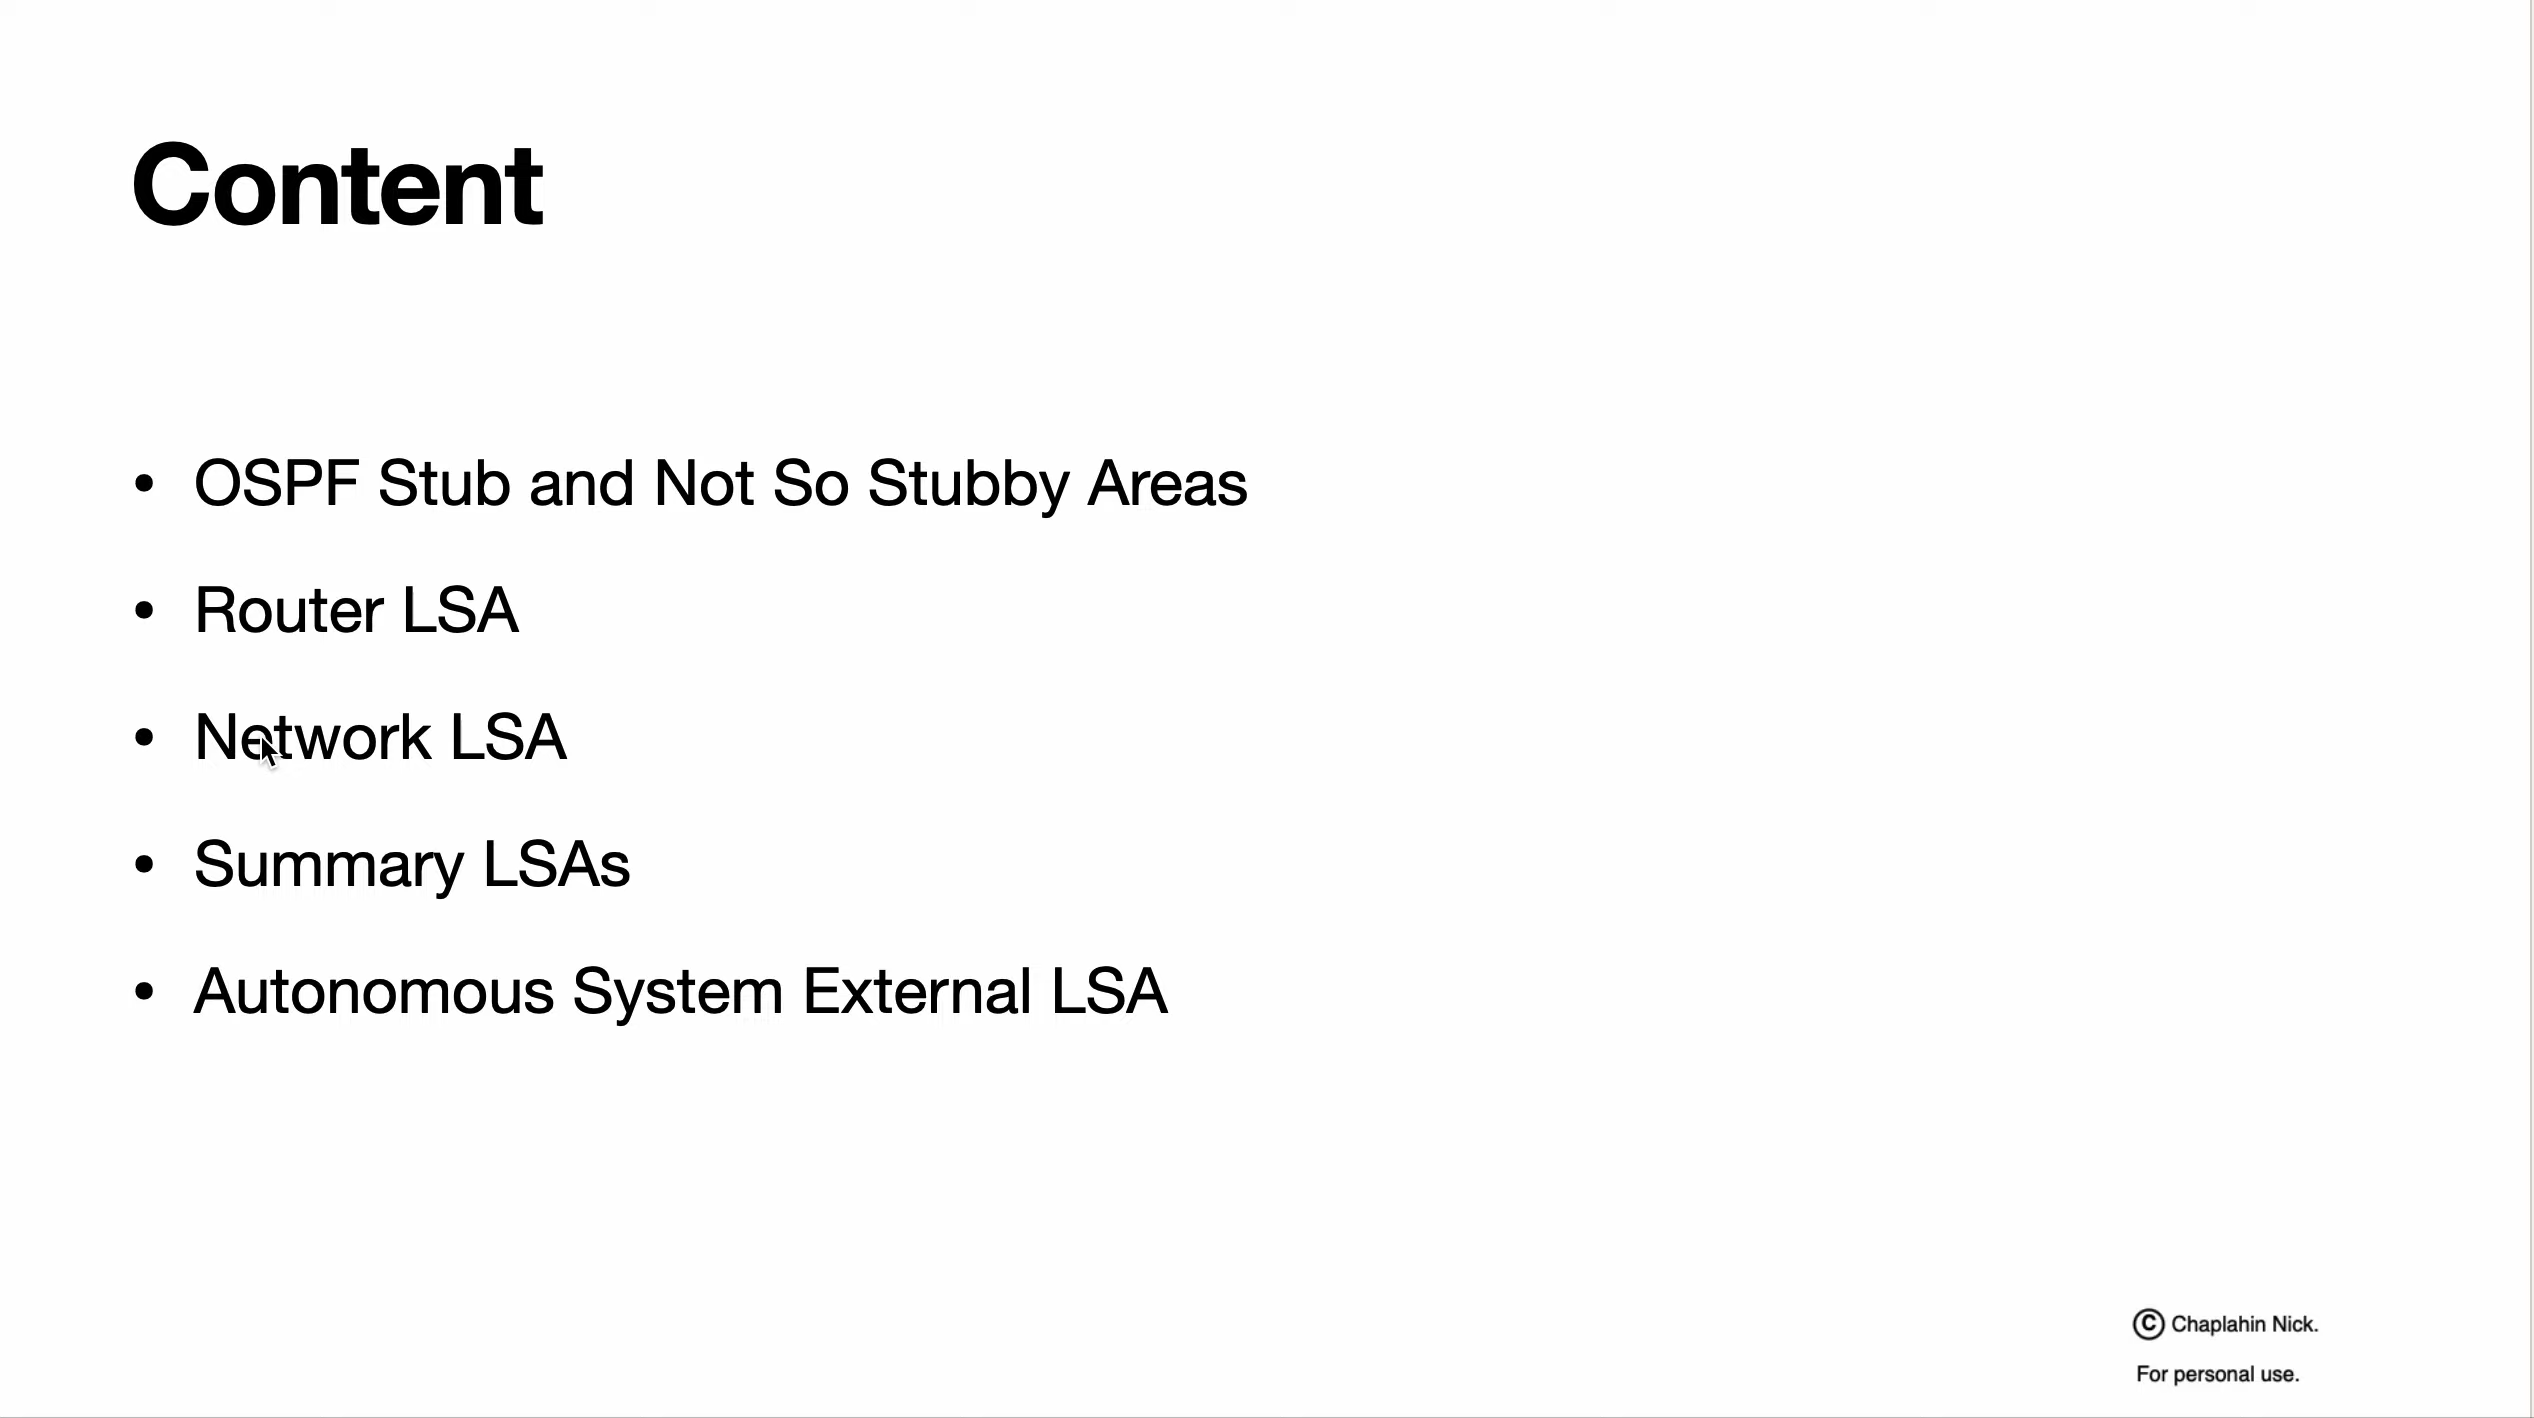 Content
• OSPF Stub and Not So Stubby Areas
• Router LSA
• Network LSA
• Summary LSAs
• Autonomous System External LSA
© Chaplahin Nick.
For personal use.